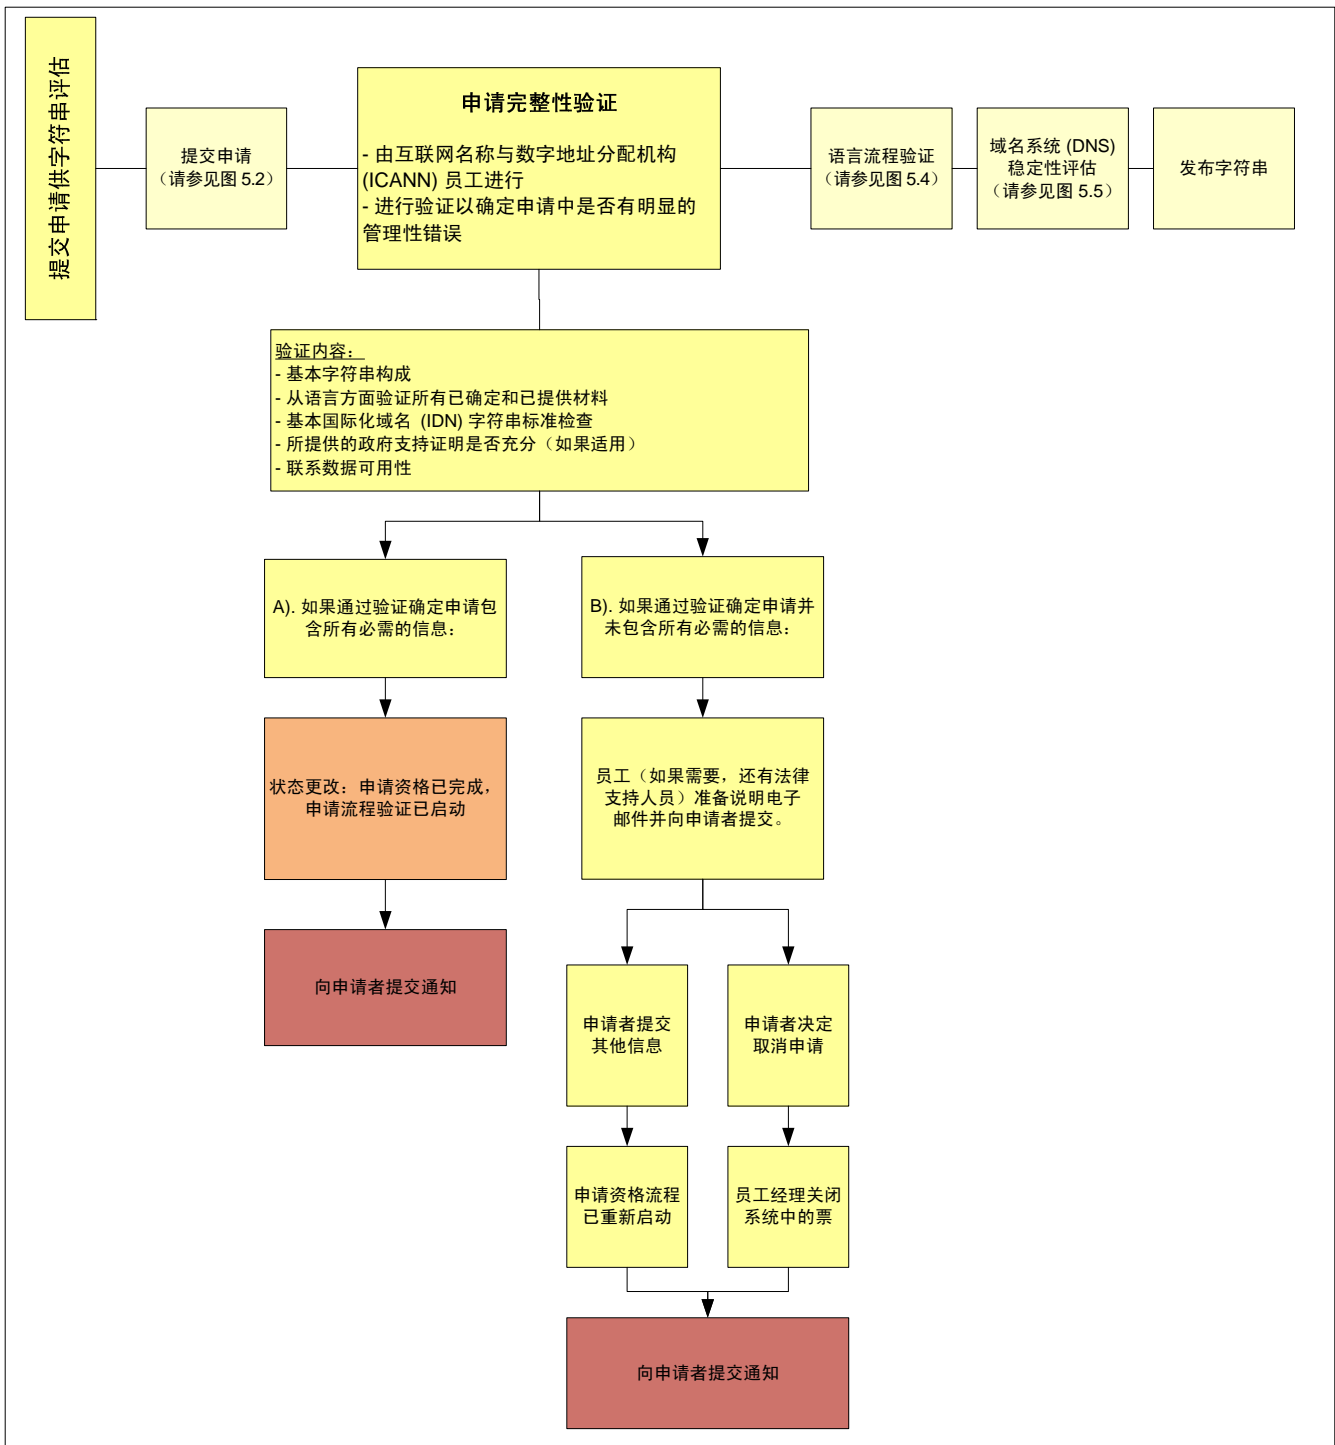 提交申请供字符串评估
提交申请
（请参见图 5.2）
申请完整性验证
- 由互联网名称与数字地址分配机构
(ICANN) 员工进行
- 进行验证以确定申请中是否有明显的
管理性错误
语言流程验证
（请参见图 5.4）
域名系统 (DNS)
稳定性评估
（请参见图 5.5）
发布字符串
验证内容：
- 基本字符串构成
- 从语言方面验证所有已确定和已提供材料
- 基本国际化域名 (IDN) 字符串标准检查
- 所提供的政府支持证明是否充分（如果适用）
- 联系数据可用性
A). 如果通过验证确定申请包
含所有必需的信息：
B). 如果通过验证确定申请并
未包含所有必需的信息：
状态更改：申请资格已完成，
申请流程验证已启动
员工（如果需要，还有法律
支持人员）准备说明电子
邮件并向申请者提交。
向申请者提交通知
申请者提交
其他信息
申请者决定
取消申请
申请资格流程
已重新启动
员工经理关闭
系统中的票
向申请者提交通知